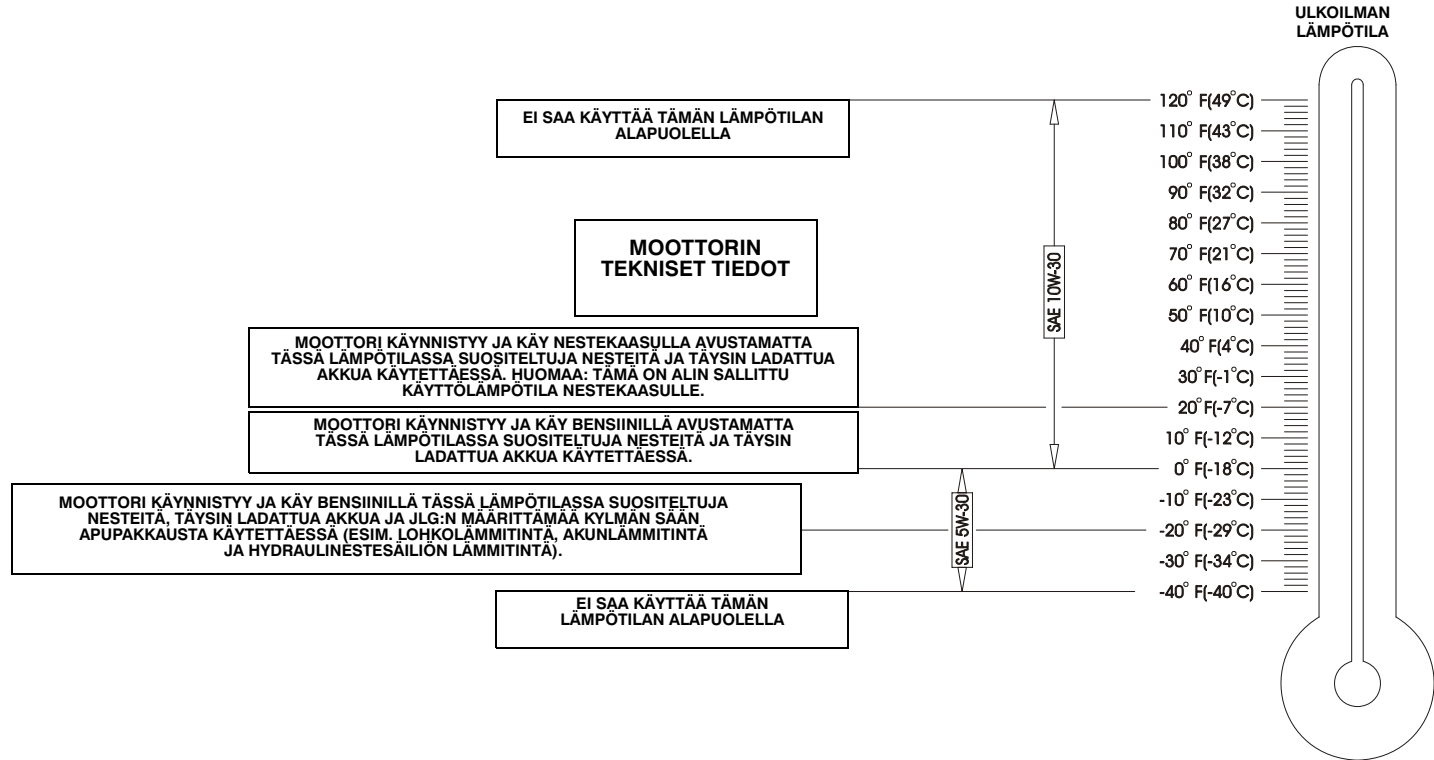 ULKOILMAN
LÄMPÖTILA
EI SAA KÄYTTÄÄ TÄMÄN LÄMPÖTILAN
ALAPUOLELLA
120° F(49°C)
110° F(43°C)
100° F(38°C)
90° F(32°C)
80° F(27°C)
70° F(21°C)
60° F(16°C)
50° F(10°C)
40° F(4°C)
30°F(-1°C)
20°F(-7°C)
10° F(-12°C)
0° F(-18°C)
-10° F(-23°C)
-20° F(-29°C)
-30° F(-34°C)
-40° F(-40°C)
MOOTTORIN
TEKNISET TIEDOT
SAE 10W-30
MOOTTORI KÄYNNISTYY JA KÄY NESTEKAASULLA AVUSTAMATTA
TÄSSÄ LÄMPÖTILASSA SUOSITELTUJA NESTEITÄ JA TÄYSIN LADATTUA
AKKUA KÄYTETTÄESSÄ. HUOMAA: TÄMÄ ON ALIN SALLITTU
KÄYTTÖLÄMPÖTILA NESTEKAASULLE.
MOOTTORI KÄYNNISTYY JA KÄY BENSIINILLÄ AVUSTAMATTA
TÄSSÄ LÄMPÖTILASSA SUOSITELTUJA NESTEITÄ JA TÄYSIN
LADATTUA AKKUA KÄYTETTÄESSÄ.
MOOTTORI KÄYNNISTYY JA KÄY BENSIINILLÄ TÄSSÄ LÄMPÖTILASSA SUOSITELTUJA
NESTEITÄ, TÄYSIN LADATTUA AKKUA JA JLG:N MÄÄRITTÄMÄÄ KYLMÄN SÄÄN
APUPAKKAUSTA KÄYTETTÄESSÄ (ESIM. LOHKOLÄMMITINTÄ, AKUNLÄMMITINTÄ
JA HYDRAULINESTESÄILIÖN LÄMMITINTÄ).
SAE 5W-30
EI SAA KÄYTTÄÄ TÄMÄN
LÄMPÖTILAN ALAPUOLELLA